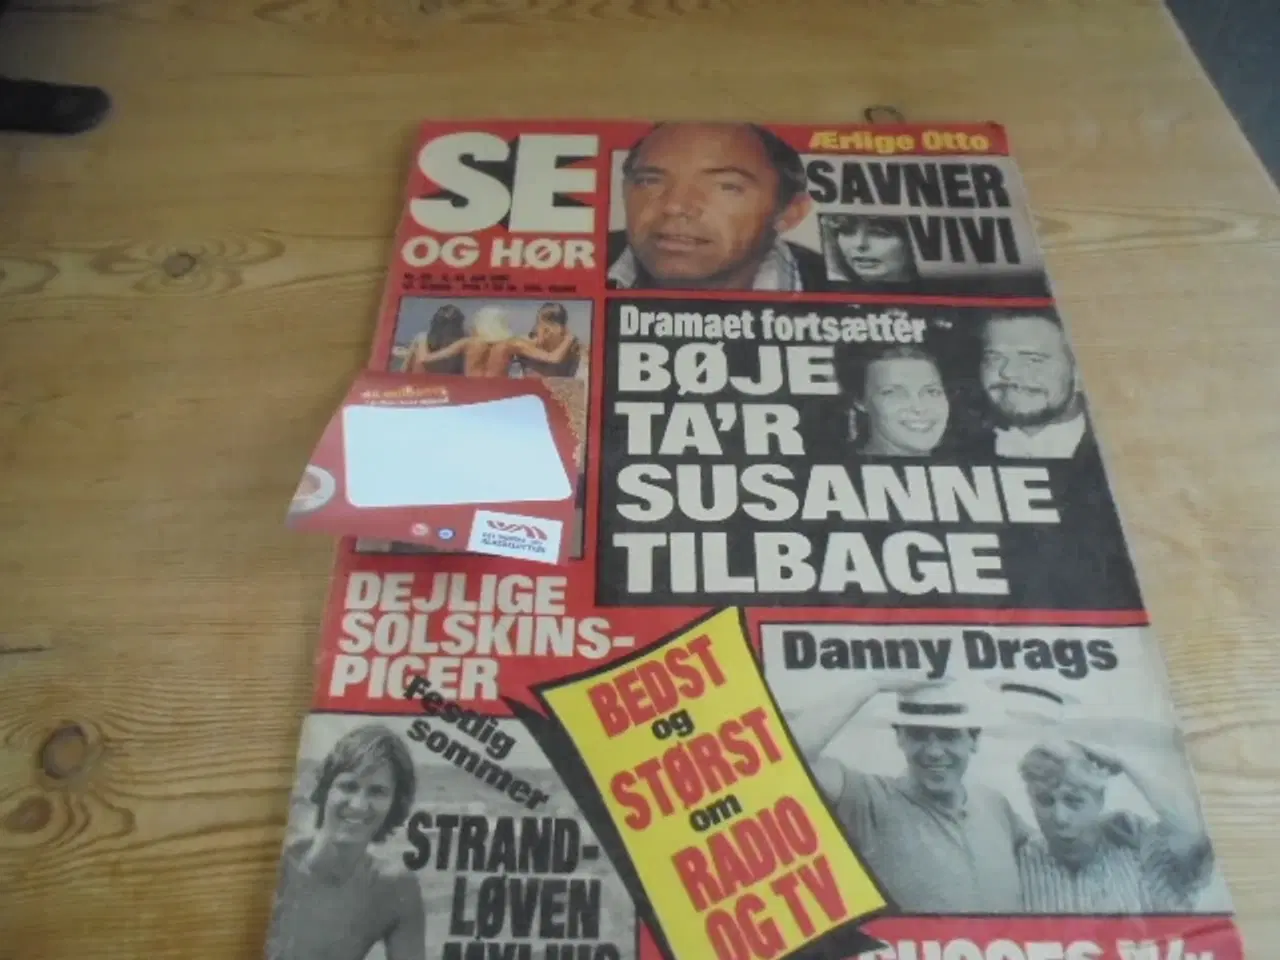 SE
OG HØR
Ærlige Otto
SAVNER
VIVI
Dramaet fortsætter
BØJE
TA'R
SUSANNE
TILBAGE
DEJLIGE
SOLSKINS-
PIGER
Festlig
sommer
STRAND-
LØVEN
BEDST
og
STØRST
om
RADIO
OG TV
Danny Drags